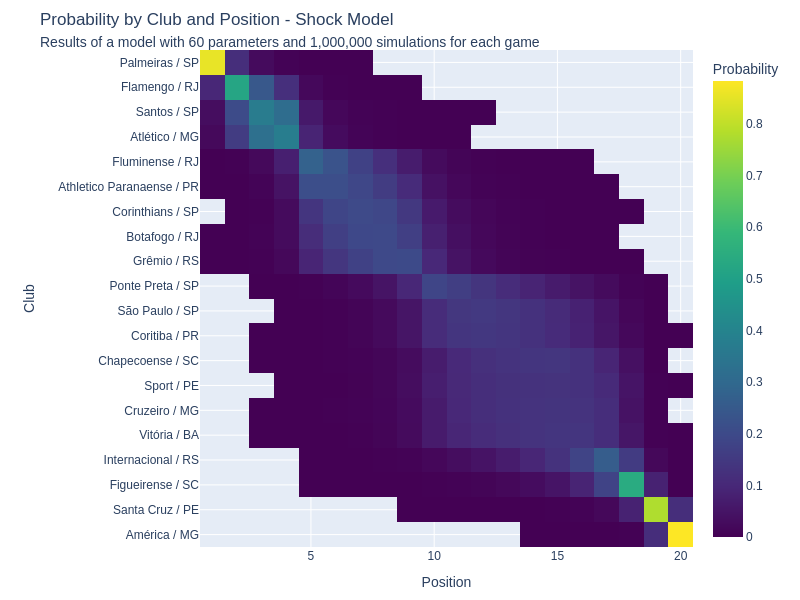 Probability by Club and Position - Shock Model
Results of a model with 60 parameters and 1,000,000 simulations for each game
Probability
Palmeiras / SP
Flamengo / RJ
Santos / SP
Atlético / MG
Fluminense / RJ
Athletico Paranaense / PR
Corinthians / SP
Botafogo / RJ
Grêmio / RS
Ponte Preta / SP
São Paulo / SP
Coritiba / PR
Chapecoense / SC
Sport / PE
Cruzeiro / MG
Vitória / BA
Internacional / RS
Figueirense / SC
Santa Cruz / PE
América / MG
Club
5
10
15
20
Position
0.8
0.7
0.6
0.5
0.4
0.3
0.2
0.1
0